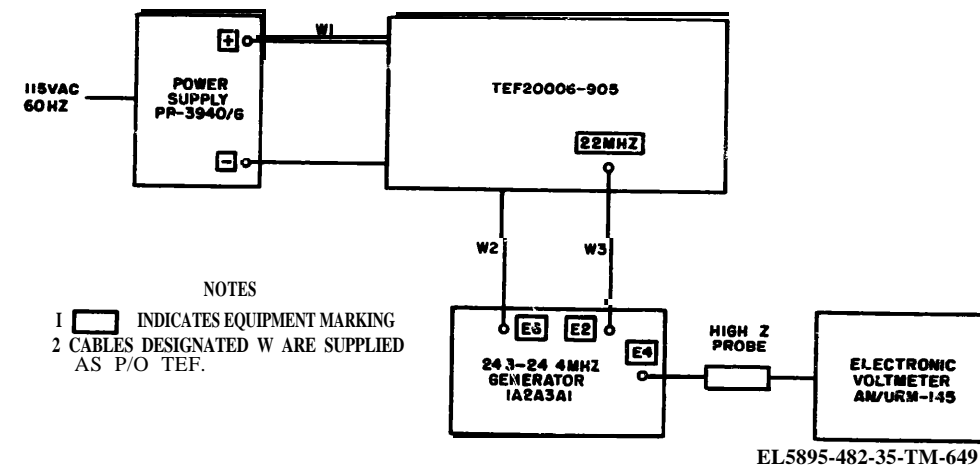 W1
+
115VAC
60HZ
POWER
SUPPLY
PP-3940/G
-
TEF20006-905
22MHZ
W2
W3
NOTES
I INDICATES EQUIPMENT MARKING
2 CABLES DESIGNATED W ARE SUPPLIED
AS P/O TEF.
E3
E2
E4
24 3-24 4MHZ
GENERATOR
1A2A3A1
HIGH Z
PROBE
ELECTRONIC
VOLTMETER
AN/URM-145
EL5895-482-35-TM-649